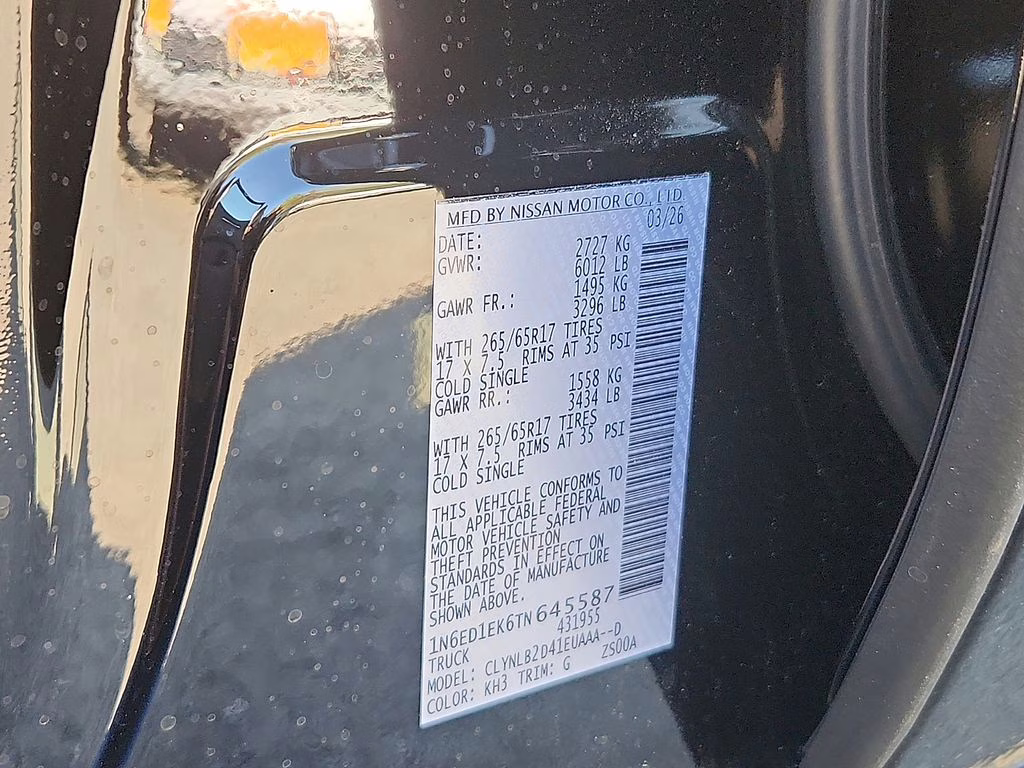 MFD BY NISSAN MOTOR CO., LTD.
DATE: 03/26
GVWR: 2727 KG
6012 LB
GAWR FR.: 1495 KG
3296 LB
WITH 265/65R17 TIRES
17 X 7.5 RIMS AT 35 PSI
COLD SINGLE
GAWR RR.: 1558 KG
3434 LB
WITH 265/65R17 TIRES
17 X 7.5 RIMS AT 35 PSI
COLD SINGLE
THIS VEHICLE CONFORMS TO
ALL APPLICABLE FEDERAL
MOTOR VEHICLE SAFETY AND
THEFT PREVENTION
STANDARDS IN EFFECT ON
THE DATE OF MANUFACTURE
SHOWN ABOVE.
1N6ED1EK6TN645587
TRUCK 431955
MODEL: CLYNLB2D41EUAAA--D
COLOR: KH3 TRIM: G ZS00A